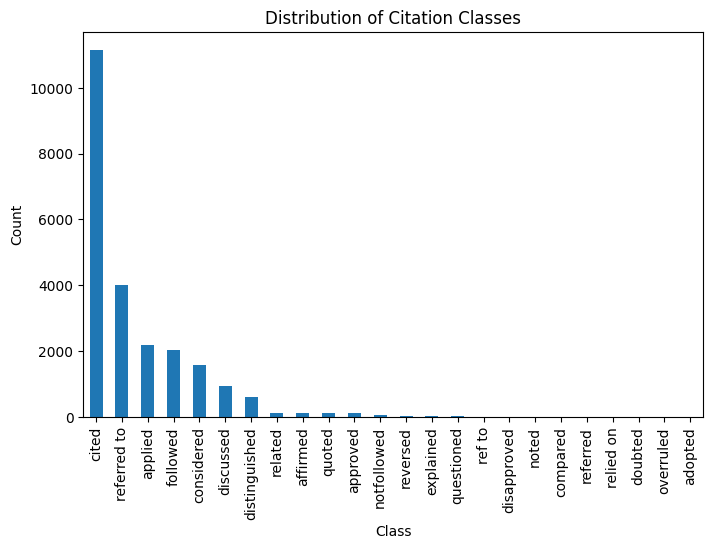 Distribution of Citation Classes
Count
10000
8000
6000
4000
2000
0
cited
referred to
applied
followed
considered
discussed
distinguished
related
affirmed
quoted
approved
notfollowed
reversed
explained
questioned
ref to
disapproved
noted
compared
referred
relied on
doubted
overruled
adopted
Class